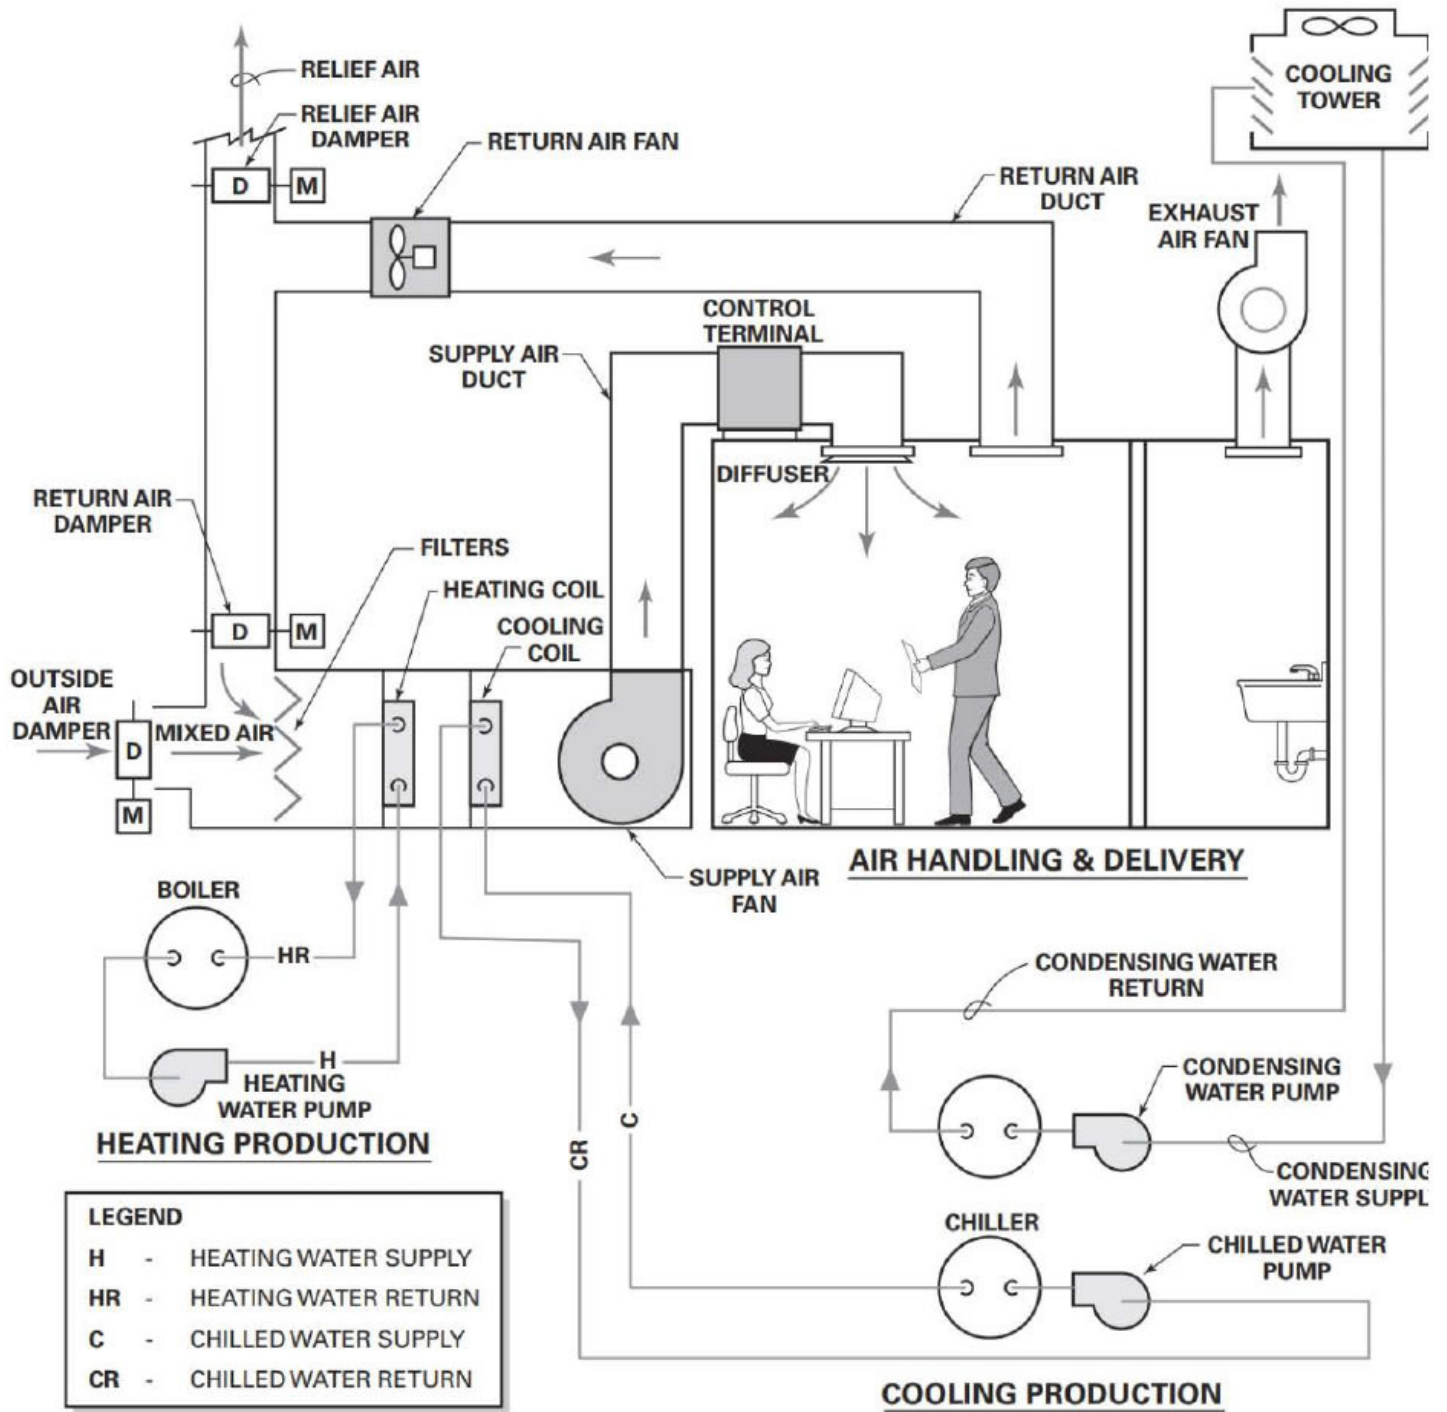 RELIEF AIR
RELIEF AIR
DAMPER
D
M
RETURN AIR FAN
RETURN AIR
DUCT
COOLING
TOWER
EXHAUST
AIR FAN
CONTROL
TERMINAL
SUPPLY AIR
DUCT
DIFFUSER
RETURN AIR
DAMPER
FILTERS
HEATING COIL
COOLING
COIL
D
M
OUTSIDE
AIR
DAMPER
D
MIXED AIR
M
SUPPLY AIR
FAN
AIR HANDLING & DELIVERY
BOILER
HR
H
HEATING
WATER PUMP
HEATING PRODUCTION
CR
C
CONDENSING WATER
RETURN
CONDENSING
WATER PUMP
CONDENSING
WATER SUPPL
CHILLER
CHILLED WATER
PUMP
COOLING PRODUCTION
LEGEND
H - HEATING WATER SUPPLY
HR - HEATING WATER RETURN
C - CHILLED WATER SUPPLY
CR - CHILLED WATER RETURN